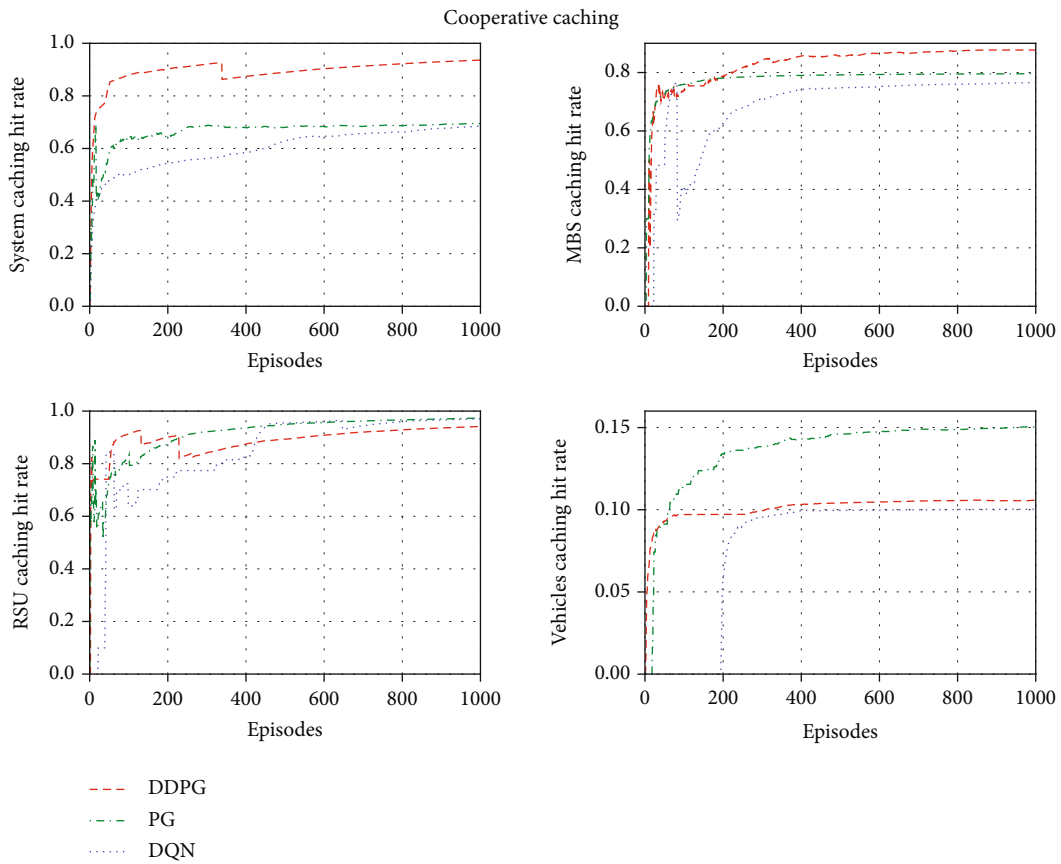 Cooperative caching
System caching hit rate
1.0
0.8
0.6
0.4
0.2
0.0
0 200 400 600 800 1000
Episodes
MBS caching hit rate
0.8
0.6
0.4
0.2
0.0
0 200 400 600 800 1000
Episodes
RSU caching hit rate
1.0
0.8
0.6
0.4
0.2
0.0
0 200 400 600 800 1000
Episodes
Vehicles caching hit rate
0.15
0.10
0.05
0.00
0 200 400 600 800 1000
Episodes
DDPG
PG
DQN